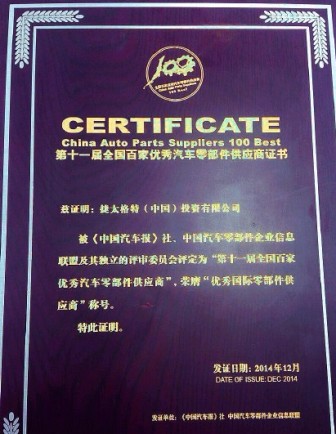 100
CERTIFICATE
China Auto Parts Suppliers 100 Best
第十一届全国百家优秀汽车零部件供应商证书
兹证明：捷太格特（中国）投资有限公司
被《中国汽车报》社、中国汽车零部件企业信息
联盟及其独立的评审委员会评定为“第十一届全国百家
优秀汽车零部件供应商”，荣膺“优秀国际零部件供
应商”称号。
特此证明。
发证日期：2014年12月
DATE OF ISSUE: DEC 2014
发证单位：《中国汽车报》社 中国汽车零部件企业信息联盟